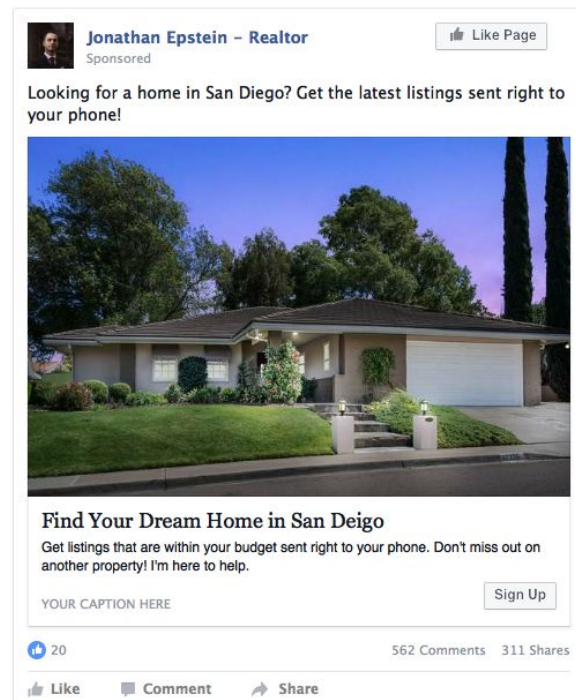 Jonathan Epstein – Realtor
Like Page
Sponsored
Looking for a home in San Diego? Get the latest listings sent right to
your phone!
Find Your Dream Home in San Deigo
Get listings that are within your budget sent right to your phone. Don't miss out on
another property! I'm here to help.
YOUR CAPTION HERE
Sign Up
20
562 Comments 311 Shares
Like Comment Share